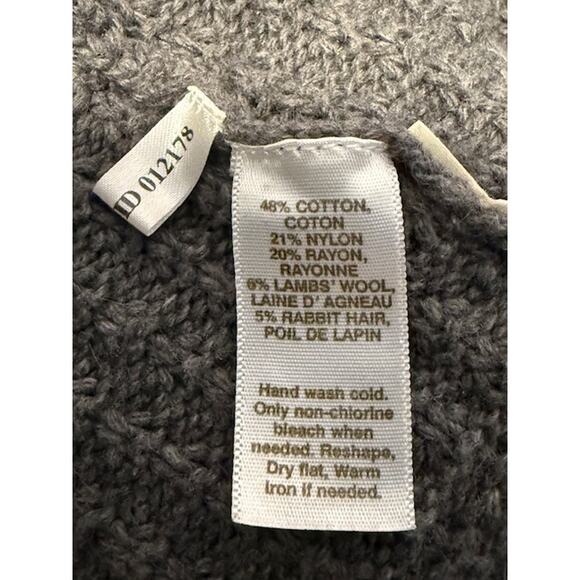 ID 012178
48% COTTON,
COTON
21% NYLON
20% RAYON,
RAYONNE
6% LAMBS' WOOL,
LAINE D' AGNEAU
5% RABBIT HAIR,
POIL DE LAPIN
Hand wash cold.
Only non-chlorine
bleach when
needed. Reshape,
Dry flat, Warm
iron if needed.